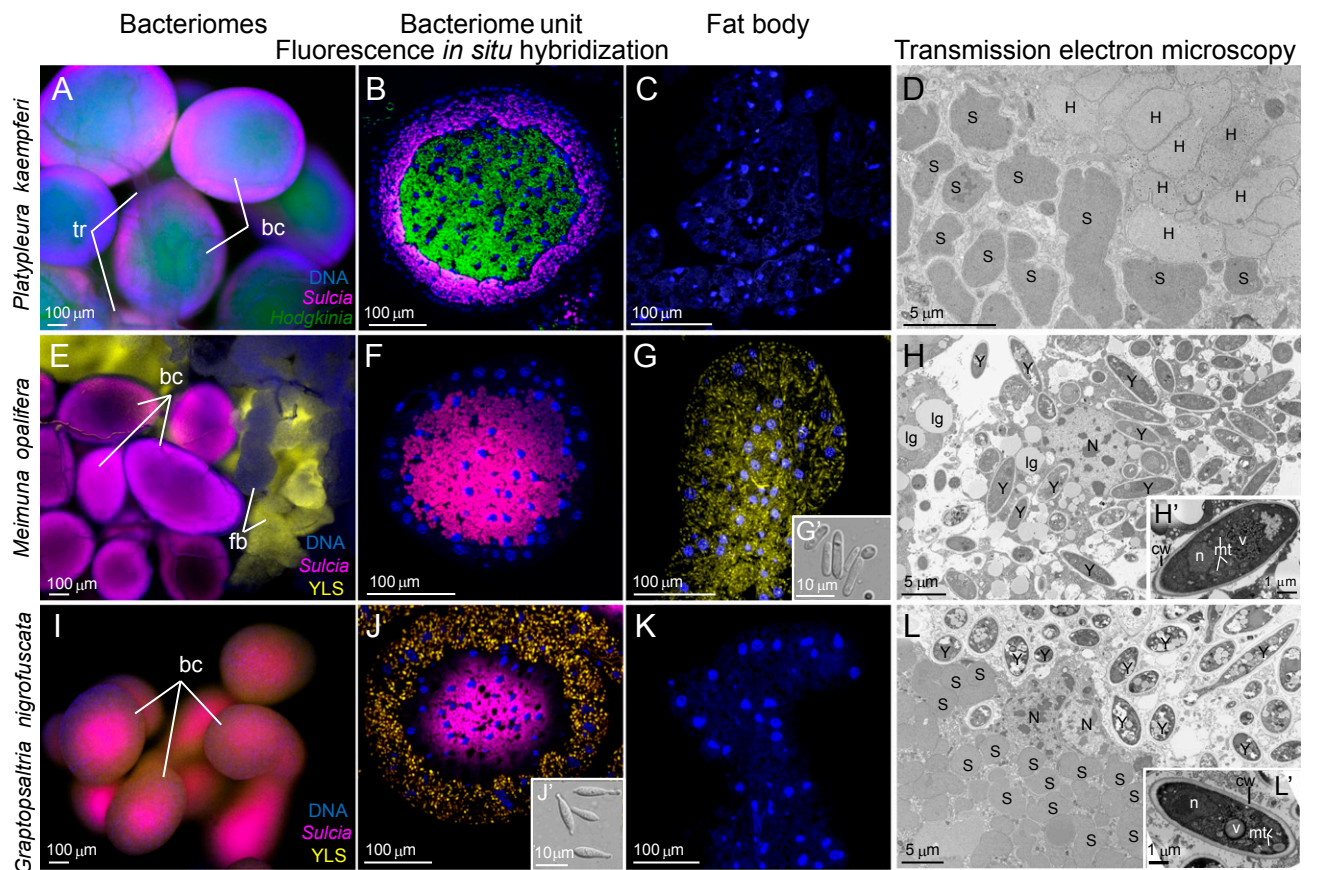 Bacteriomes
Bacteriome unit
Fat body
Fluorescence in situ hybridization
Transmission electron microscopy
Platypleura kaempferi
A
tr
bc
DNA
Sulcia
Hodgkinia
100 μm
B
100 μm
C
100 μm
D
S
H
H
H
S
H
S
S
S
H
H
S
S
H
S
S
S
S
5 μm
Meimuna opalifera
E
bc
fb
DNA
Sulcia
YLS
100 μm
F
100 μm
G
100 μm
G'
10 μm
H
Y
Y
Y
lg
lg
Y
N
lg
Y
Y
Y
Y
Y
5 μm
H'
cw
n
mt
v
1 μm
Graptopsaltria nigrofuscata
I
bc
DNA
Sulcia
YLS
100 μm
J
100 μm
J'
10 μm
K
100 μm
L
Y
Y
Y
Y
S
S
S
N
N
Y
Y
Y
S
S
S
S
S
S
S
S
S
S
S
5 μm
L'
cw
n
v
mt
1 μm